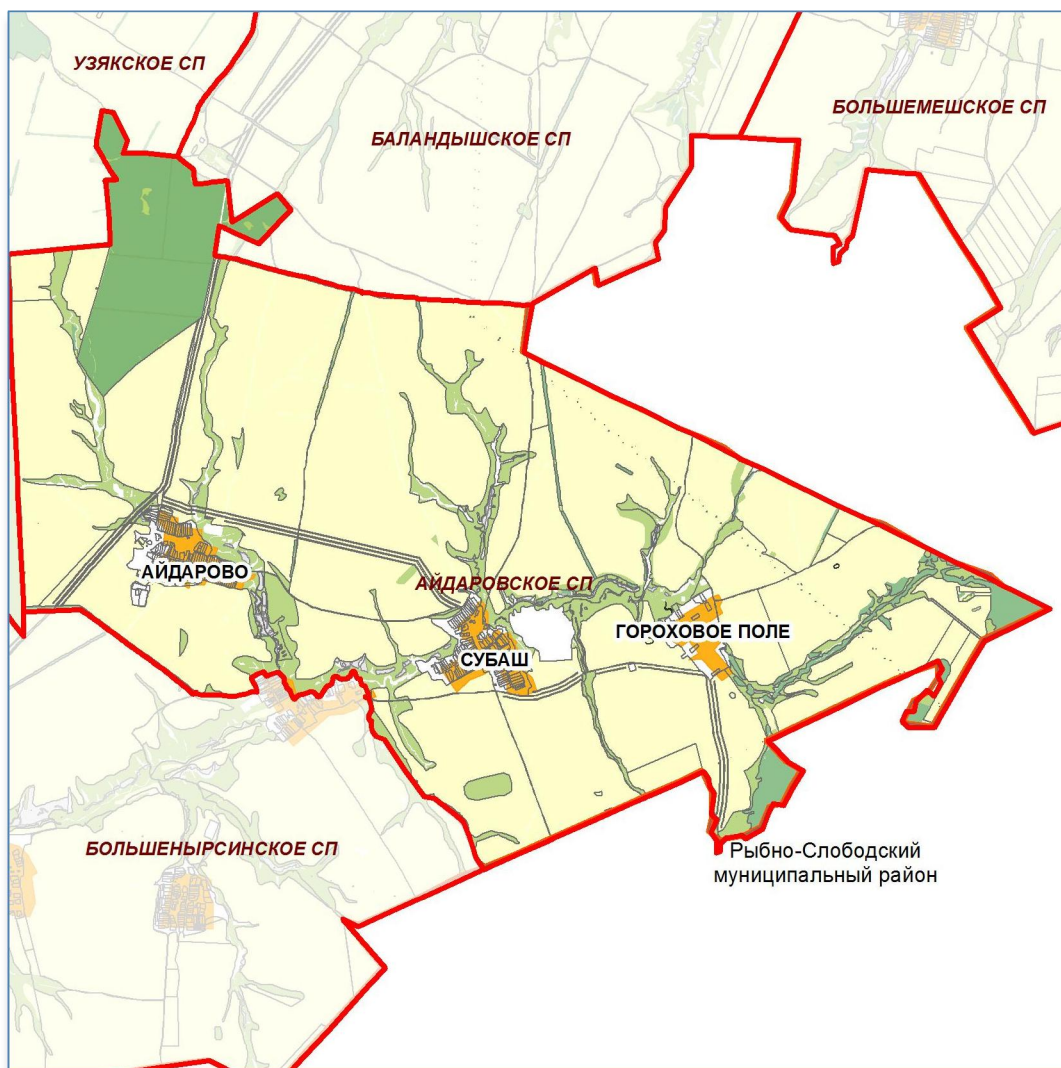 УЗЯКСКОЕ СП
БАЛАНДЫШСКОЕ СП
БОЛЬШЕМЕШСКОЕ СП
АЙДАРОВО
АЙДАРОВСКОЕ СП
ГОРОХОВОЕ ПОЛЕ
СУБАШ
БОЛЬШЕНЫРСИНСКОЕ СП
Рыбно-Слободский
муниципальный район